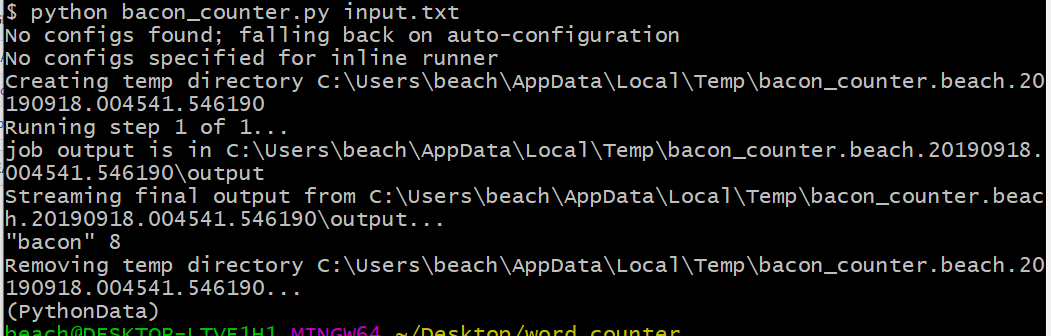 $ python bacon_counter.py input.txt
No configs found; falling back on auto-configuration
No configs specified for inline runner
Creating temp directory C:\Users\beach\AppData\Local\Temp\bacon_counter.beach.20
190918.004541.546190
Running step 1 of 1...
job output is in C:\Users\beach\AppData\Local\Temp\bacon_counter.beach.20190918.
004541.546190\output
Streaming final output from C:\Users\beach\AppData\Local\Temp\bacon_counter.beac
h.20190918.004541.546190\output...
"bacon" 8
Removing temp directory C:\Users\beach\AppData\Local\Temp\bacon_counter.beach.20
190918.004541.546190...
(PythonData)
beach@DESKTOP-LTVE1H1 MINGW64 ~/Desktop/word_counter